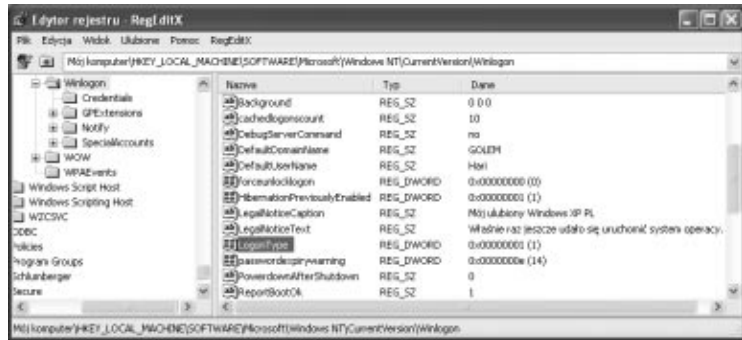 Edytor rejestru - RegEditX
Plik Edycja Widok Ulubione Pomoc RegEditX
Mój komputer\HKEY_LOCAL_MACHINE\SOFTWARE\Microsoft\Windows NT\CurrentVersion\Winlogon
Winlogon
Credentials
GPExtensions
Notify
SpecialAccounts
WOW
WPAEvents
Windows Script Host
Windows Scripting Host
WZCSVC
ODBC
Policies
Program Groups
Schlumberger
Secure
Nazwa Typ Dane
Background REG_SZ 0 0 0
cachedlogonscount REG_SZ 10
DebugServerCommand REG_SZ no
DefaultDomainName REG_SZ GOLEM
DefaultUserName REG_SZ Hari
forceunlocklogon REG_DWORD 0x00000000 (0)
HibernationPreviouslyEnabled REG_DWORD 0x00000001 (1)
LegalNoticeCaption REG_SZ Mój ulubiony Windows XP PL
LegalNoticeText REG_SZ Właśnie raz jeszcze udało się uruchomić system operacy.
LogonType REG_DWORD 0x00000001 (1)
passwordexpirywarning REG_DWORD 0x0000000e (14)
PowerdownAfterShutdown REG_SZ 0
ReportBootOk REG_SZ 1
Mój komputer\HKEY_LOCAL_MACHINE\SOFTWARE\Microsoft\Windows NT\CurrentVersion\Winlogon